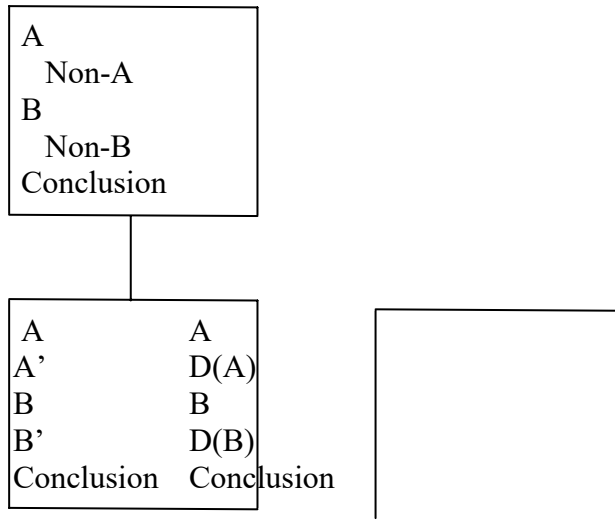 A
Non-A
B
Non-B
Conclusion
A A
A’ D(A)
B B
B’ D(B)
Conclusion Conclusion